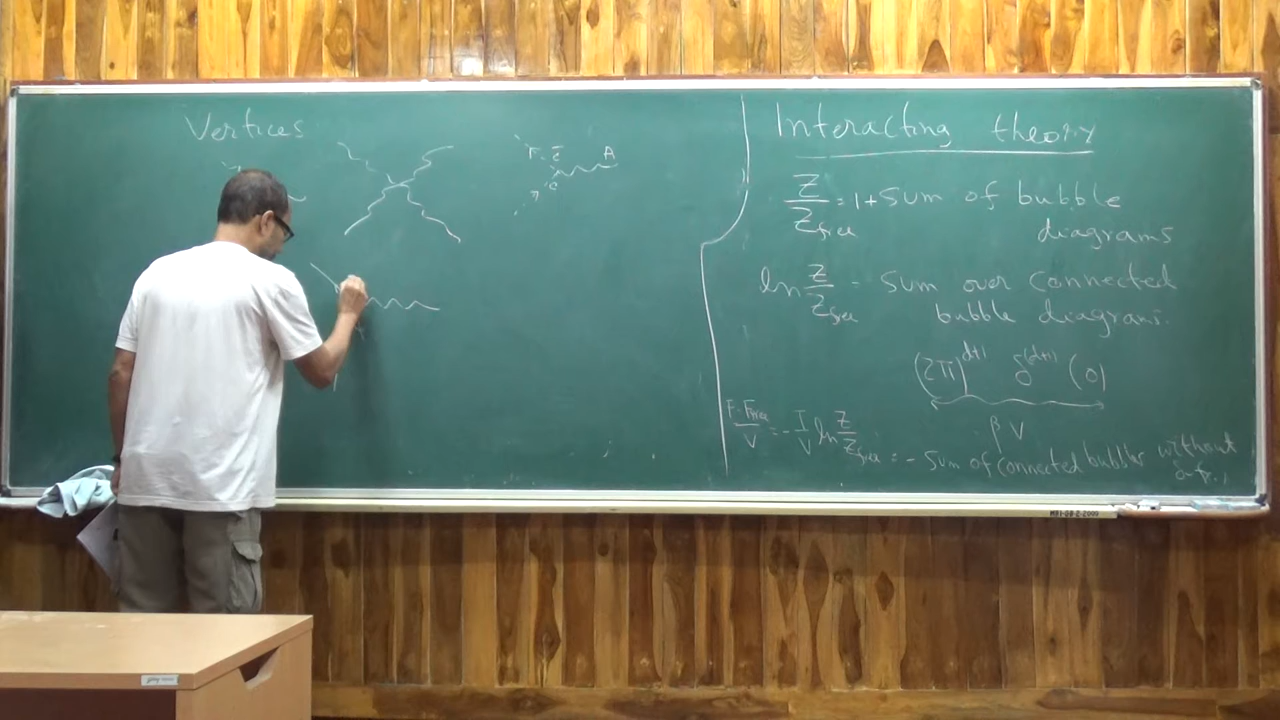 Vertices
A
Interacting theory
Z/Z_free = 1 + Sum of bubble
diagrams
ln Z/Z_free = Sum over connected
bubble diagrams.
(2π)^{d+1} δ^{(d+1)} (0)
β V
F-F_free/V = - T/V ln Z/Z_free = - Sum of connected bubbles without
δ-fn.